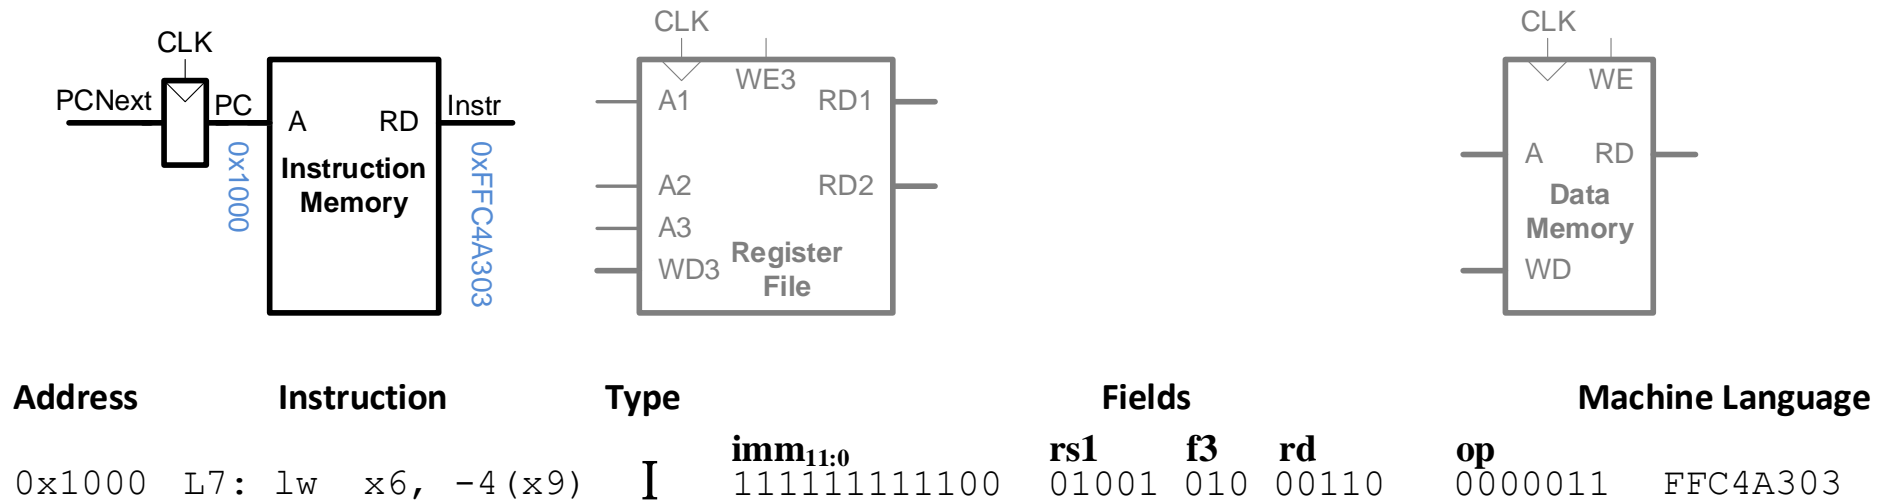 CLK
CLK
CLK
PCNext
PC
A
RD
Instr
Instruction
Memory
0x1000
0xFFC4A303
WE3
A1
RD1
A2
RD2
A3
WD3
Register
File
WE
A
RD
Data
Memory
WD
Address Instruction Type Fields Machine Language
imm11:0 rs1 f3 rd op
0x1000 L7: lw x6, -4(x9) I 111111111100 01001 010 00110 0000011 FFC4A303